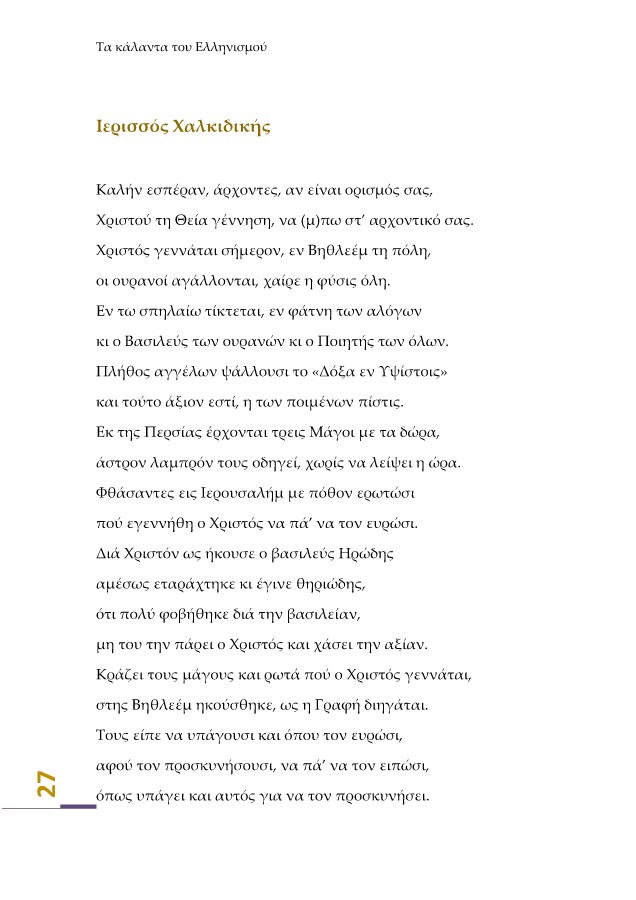 Τα κάλαντα του Ελληνισμού
Ιερισσός Χαλκιδικής
Καλήν εσπέραν, άρχοντες, αν είναι ορισμός σας,
Χριστού τη Θεία γέννηση, να (μ)πω στ’ αρχοντικό σας.
Χριστός γεννάται σήμερον, εν Βηθλεέμ τη πόλη,
οι ουρανοί αγάλλονται, χαίρε η φύσις όλη.
Εν τω σπηλαίω τίκτεται, εν φάτνη των αλόγων
κι ο Βασιλεύς των ουρανών κι ο Ποιητής των όλων.
Πλήθος αγγέλων ψάλλουσι το «Δόξα εν Υψίστοις»
και τούτο άξιον εστί, η των ποιμένων πίστις.
Εκ της Περσίας έρχονται τρεις Μάγοι με τα δώρα,
άστρον λαμπρόν τους οδηγεί, χωρίς να λείψει η ώρα.
Φθάσαντες εις Ιερουσαλήμ με πόθον ερωτώσι
πού εγεννήθη ο Χριστός να πά’ να τον ευρώσι.
Διά Χριστόν ως ήκουσε ο βασιλεύς Ηρώδης
αμέσως εταράχτηκε κι έγινε θηριώδης,
ότι πολύ φοβήθηκε διά την βασιλείαν,
μη του την πάρει ο Χριστός και χάσει την αξίαν.
Κράζει τους μάγους και ρωτά πού ο Χριστός γεννάται,
στης Βηθλεέμ ηκούσθηκε, ως η Γραφή διηγάται.
Τους είπε να υπάγουσι και όπου τον ευρώσι,
αφού τον προσκυνήσουσι, να πά’ να τον ειπώσι,
όπως υπάγει και αυτός για να τον προσκυνήσει.
27